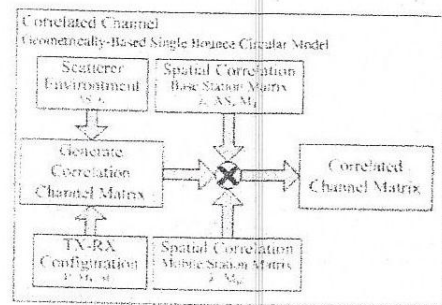 Correlated Channel
Geometrically-Based Single Bounce Circular Model
Scatterer
Environment
Spatial Correlation
Base Station Matrix
AS, M
Generate
Correlation
Channel Matrix
Correlated
Channel Matrix
TX-RX
Configuration
Spatial Correlation
Mobile Station Matrix